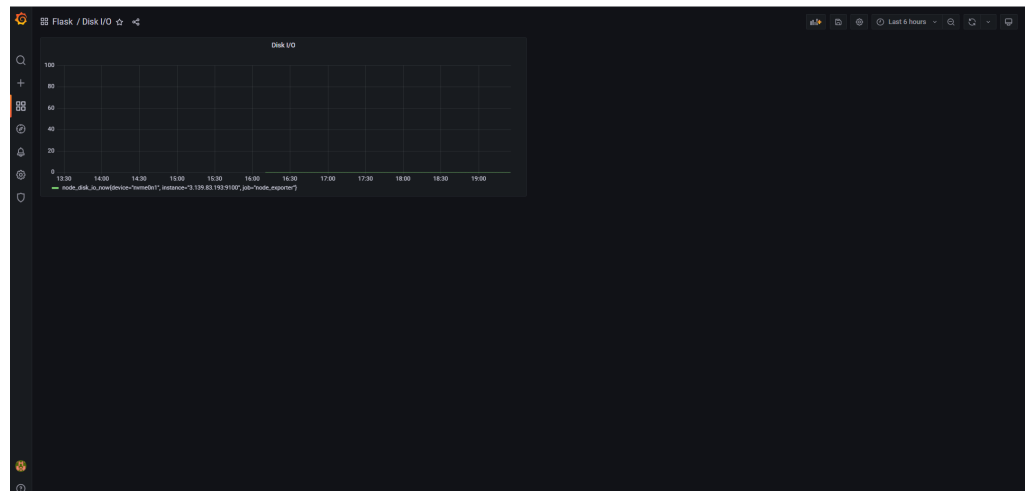 Flask / Disk I/O
Last 6 hours
Disk I/O
100
80
60
40
20
0
13:30 14:00 14:30 15:00 15:30 16:00 16:30 17:00 17:30 18:00 18:30 19:00
node_disk_io_now{device="nvme0n1", instance="3.139.83.193:9100", job="node_exporter"}